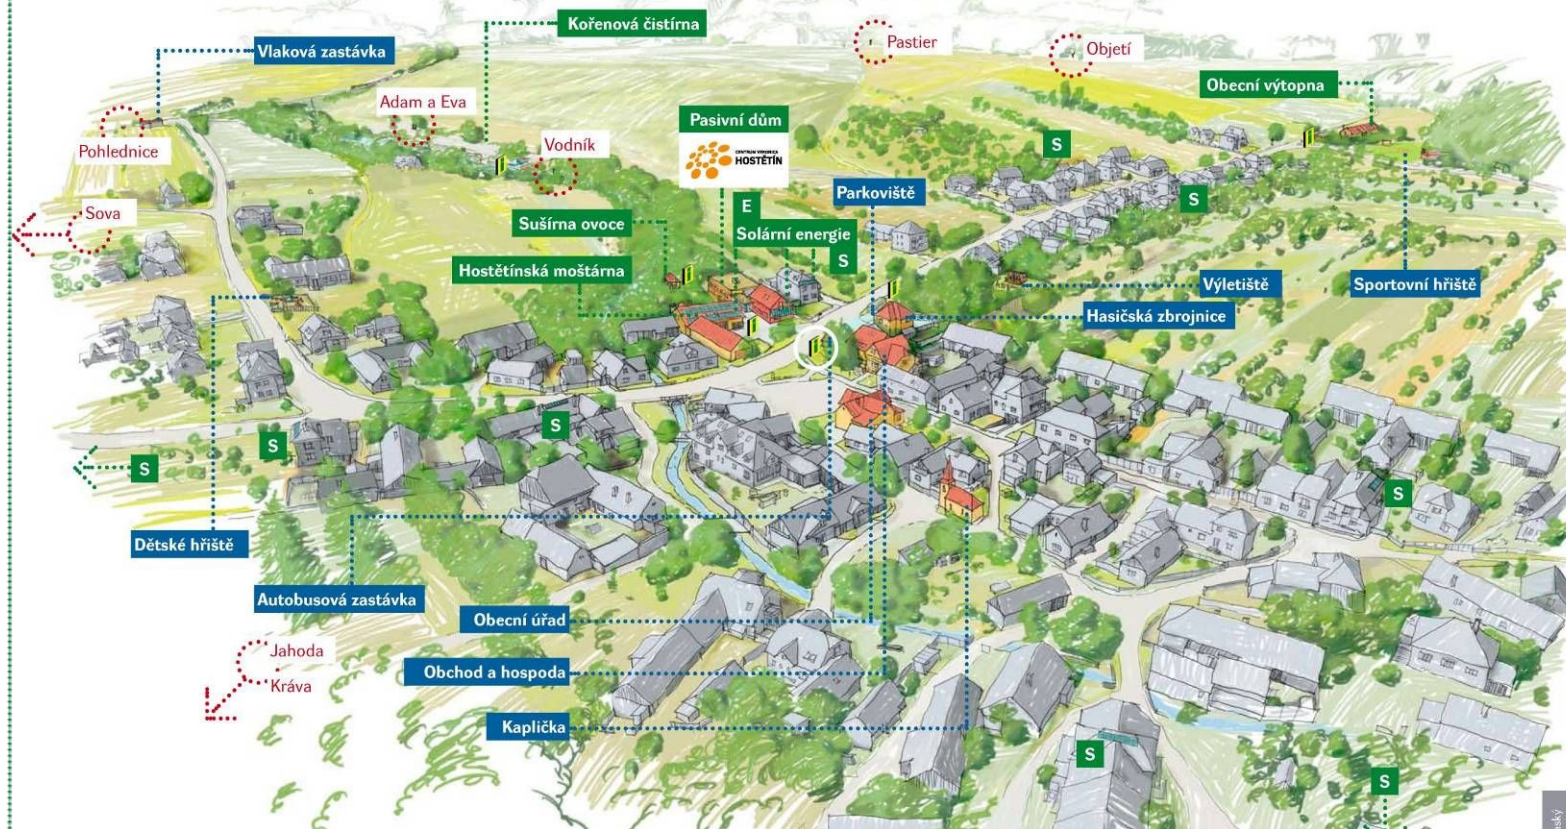 Kořenová čistírna
Vlaková zastávka
Pastier
Objetí
Obecní výtopna
Adam a Eva
Pasivní dům
CENTRUM VERONICA
HOSTĚTÍN
Pohlednice
Vodník
S
Parkoviště
S
Sova
E
Sušírna ovoce
Solární energie
S
Hostětínská moštárna
Výletiště
Sportovní hřiště
Hasičská zbrojnice
S
S
S
S
Dětské hřiště
Autobusová zastávka
Obecní úřad
Jahoda
Kráva
Obchod a hospoda
Kaplička
S
S